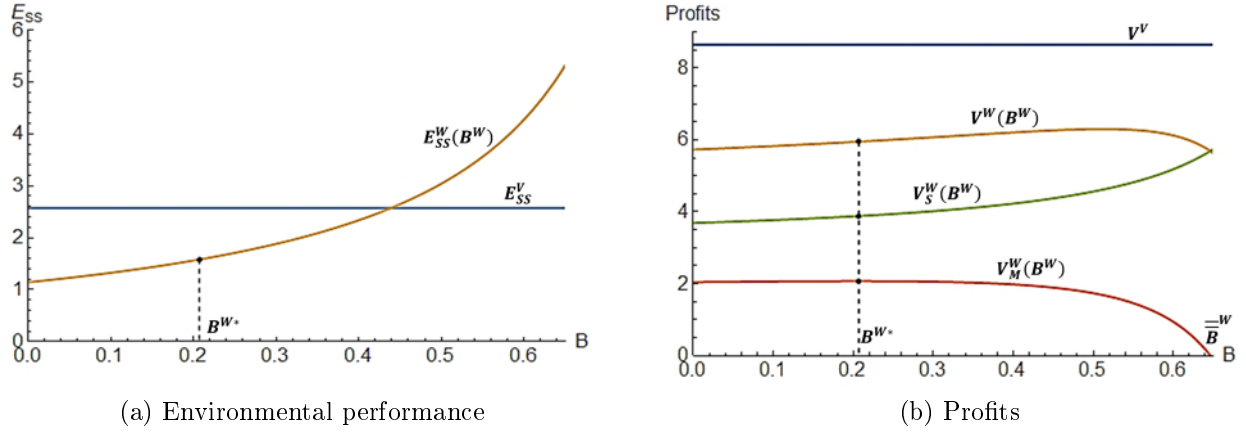 E_SS
6
5
4
3
2
1
0
E^W_SS(B^W)
E^V_SS
B^W*
0.0 0.1 0.2 0.3 0.4 0.5 0.6 B
(a) Environmental performance
Profits
8
6
4
2
0
V^V
V^W(B^W)
V^W_S(B^W)
V^W_M(B^W)
B^W*
B̿^W
0.0 0.1 0.2 0.3 0.4 0.5 0.6 B
(b) Profits